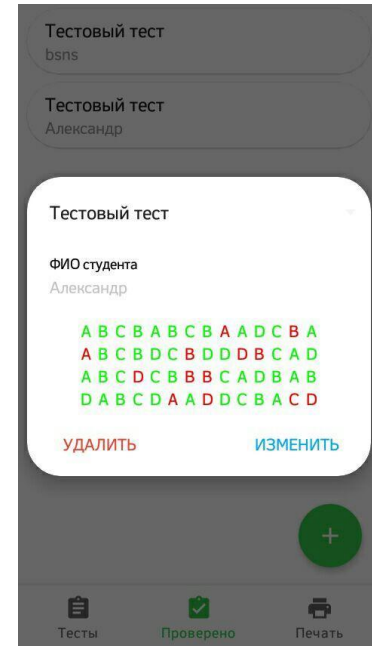 Тестовый тест
bsns
Тестовый тест
Александр
Тестовый тест
ФИО студента
Александр
A B C B A B C B A A D C B A
A B C B D C B D D D B C A D
A B C D C B B B C A D B A B
D A B C D A A D D C B A C D
УДАЛИТЬ ИЗМЕНИТЬ
+
Тесты Проверено Печать